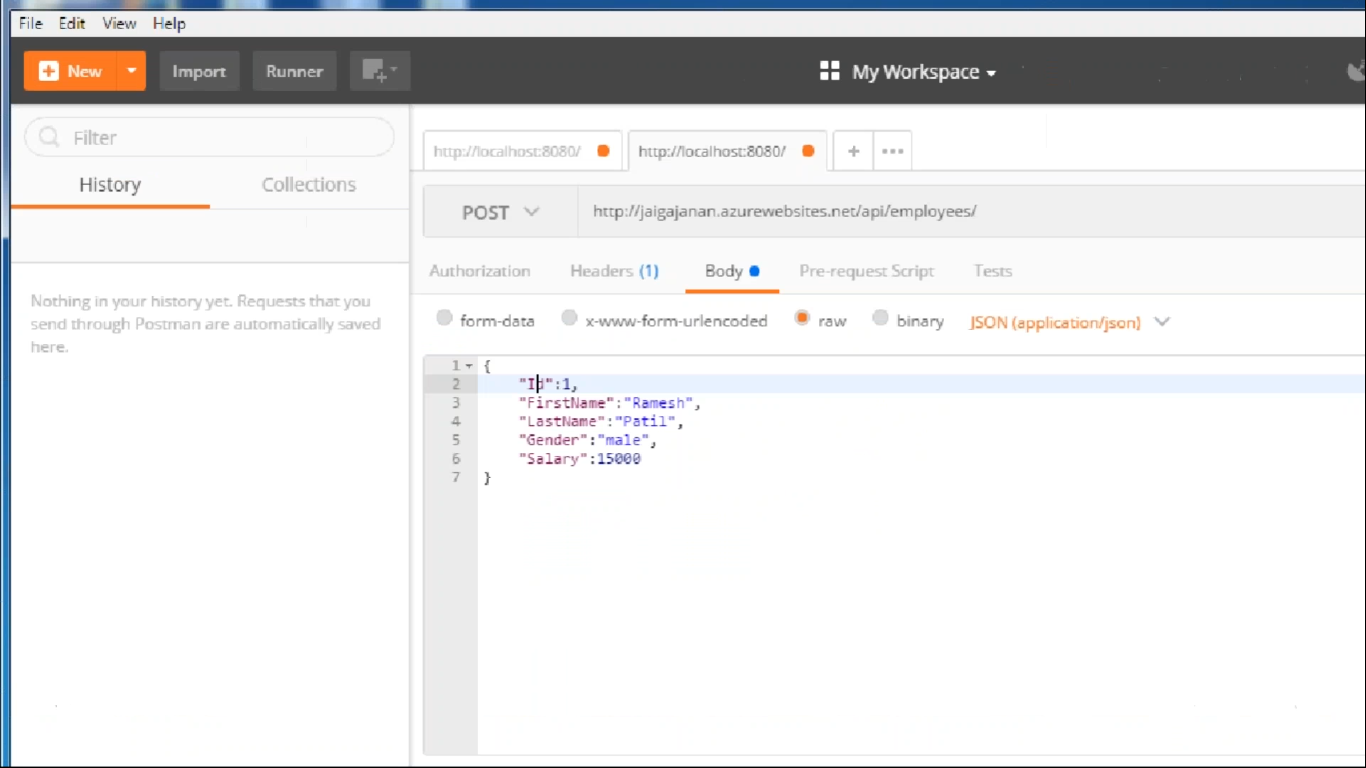 File Edit View Help
New Import Runner My Workspace
Filter
History Collections
Nothing in your history yet. Requests that you
send through Postman are automatically saved
here.
http://localhost:8080/ http://localhost:8080/ + •••
POST http://jaigajanan.azurewebsites.net/api/employees/
Authorization Headers (1) Body Pre-request Script Tests
form-data x-www-form-urlencoded raw binary JSON (application/json)
1 {
2 "Id":1,
3 "FirstName":"Ramesh",
4 "LastName":"Patil",
5 "Gender":"male",
6 "Salary":15000
7 }